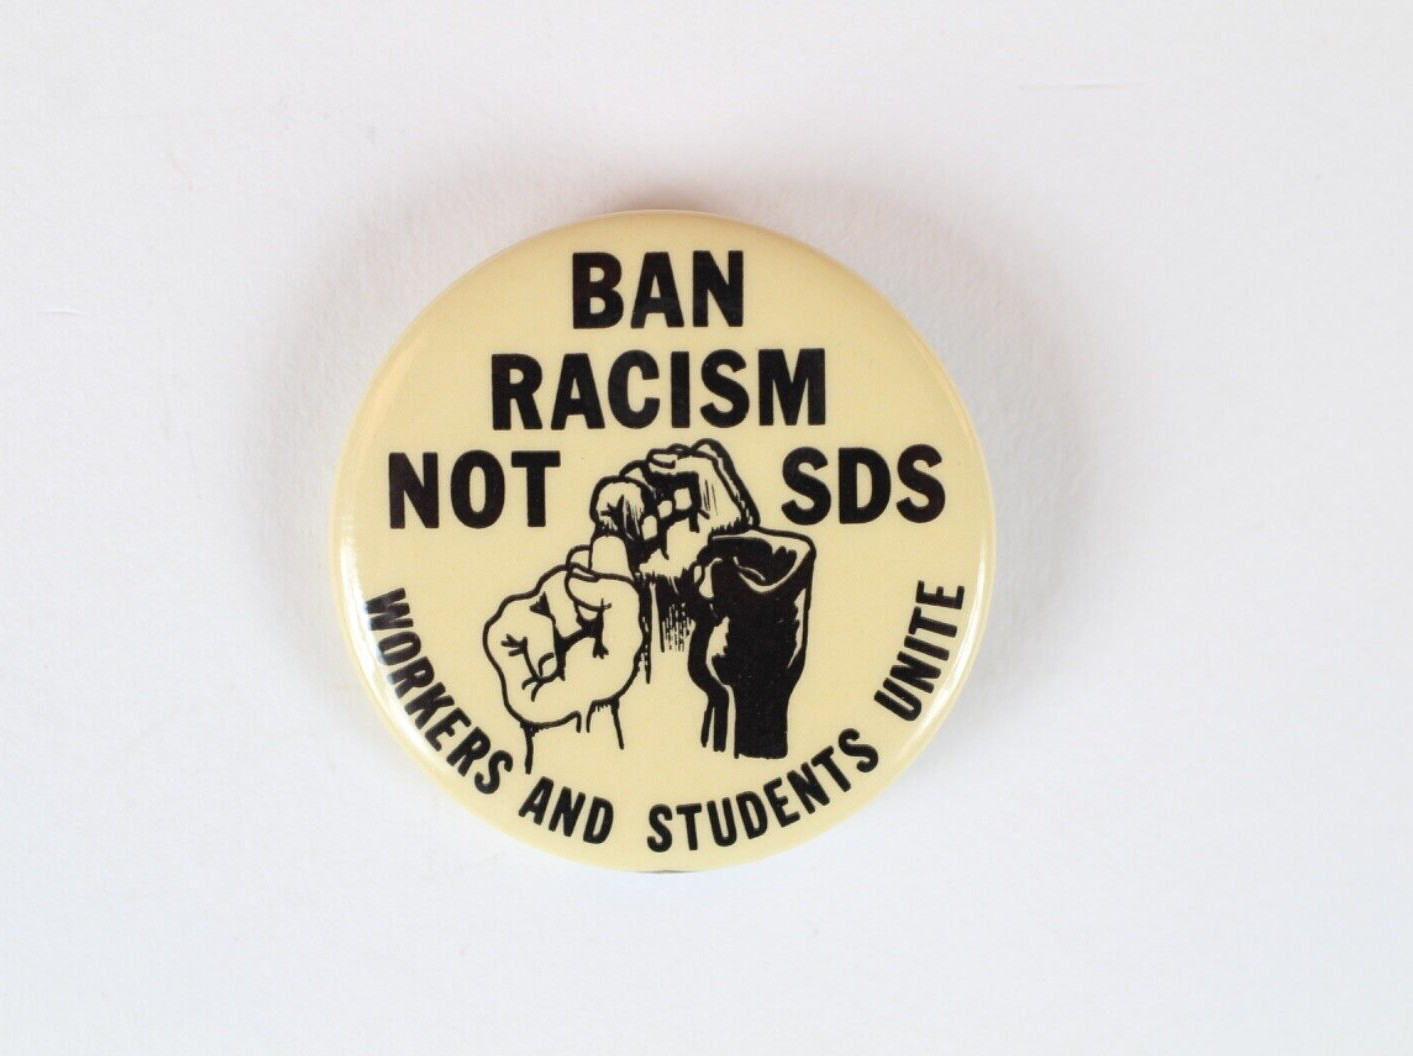 BAN
RACISM
NOT SDS
WORKERS AND STUDENTS UNITE